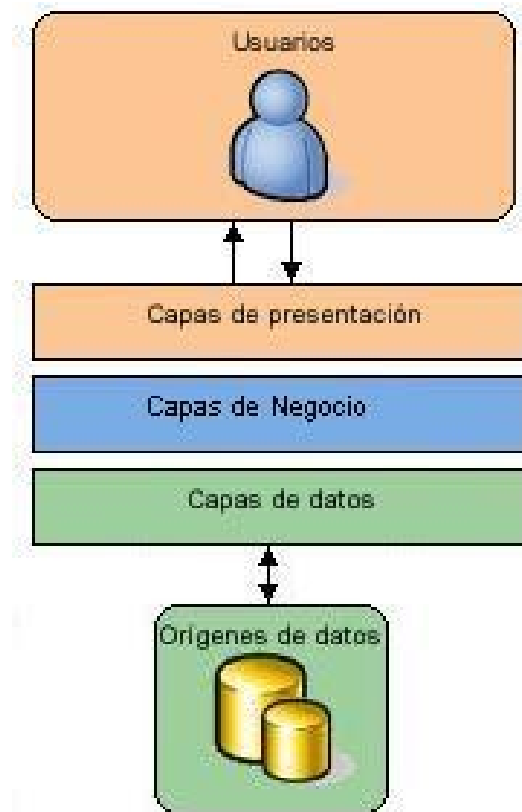 Usuarios
Capas de presentación
Capas de Negocio
Capas de datos
Orígenes de datos